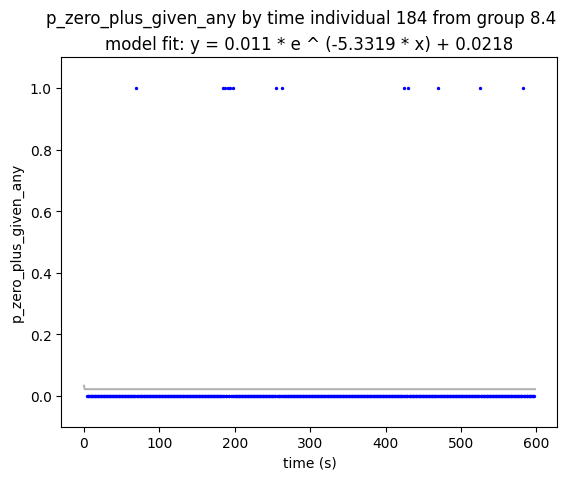 p_zero_plus_given_any by time individual 184 from group 8.4
model fit: y = 0.011 * e ^ (-5.3319 * x) + 0.0218
1.0
0.8
0.6
0.4
0.2
0.0
p_zero_plus_given_any
0 100 200 300 400 500 600
time (s)